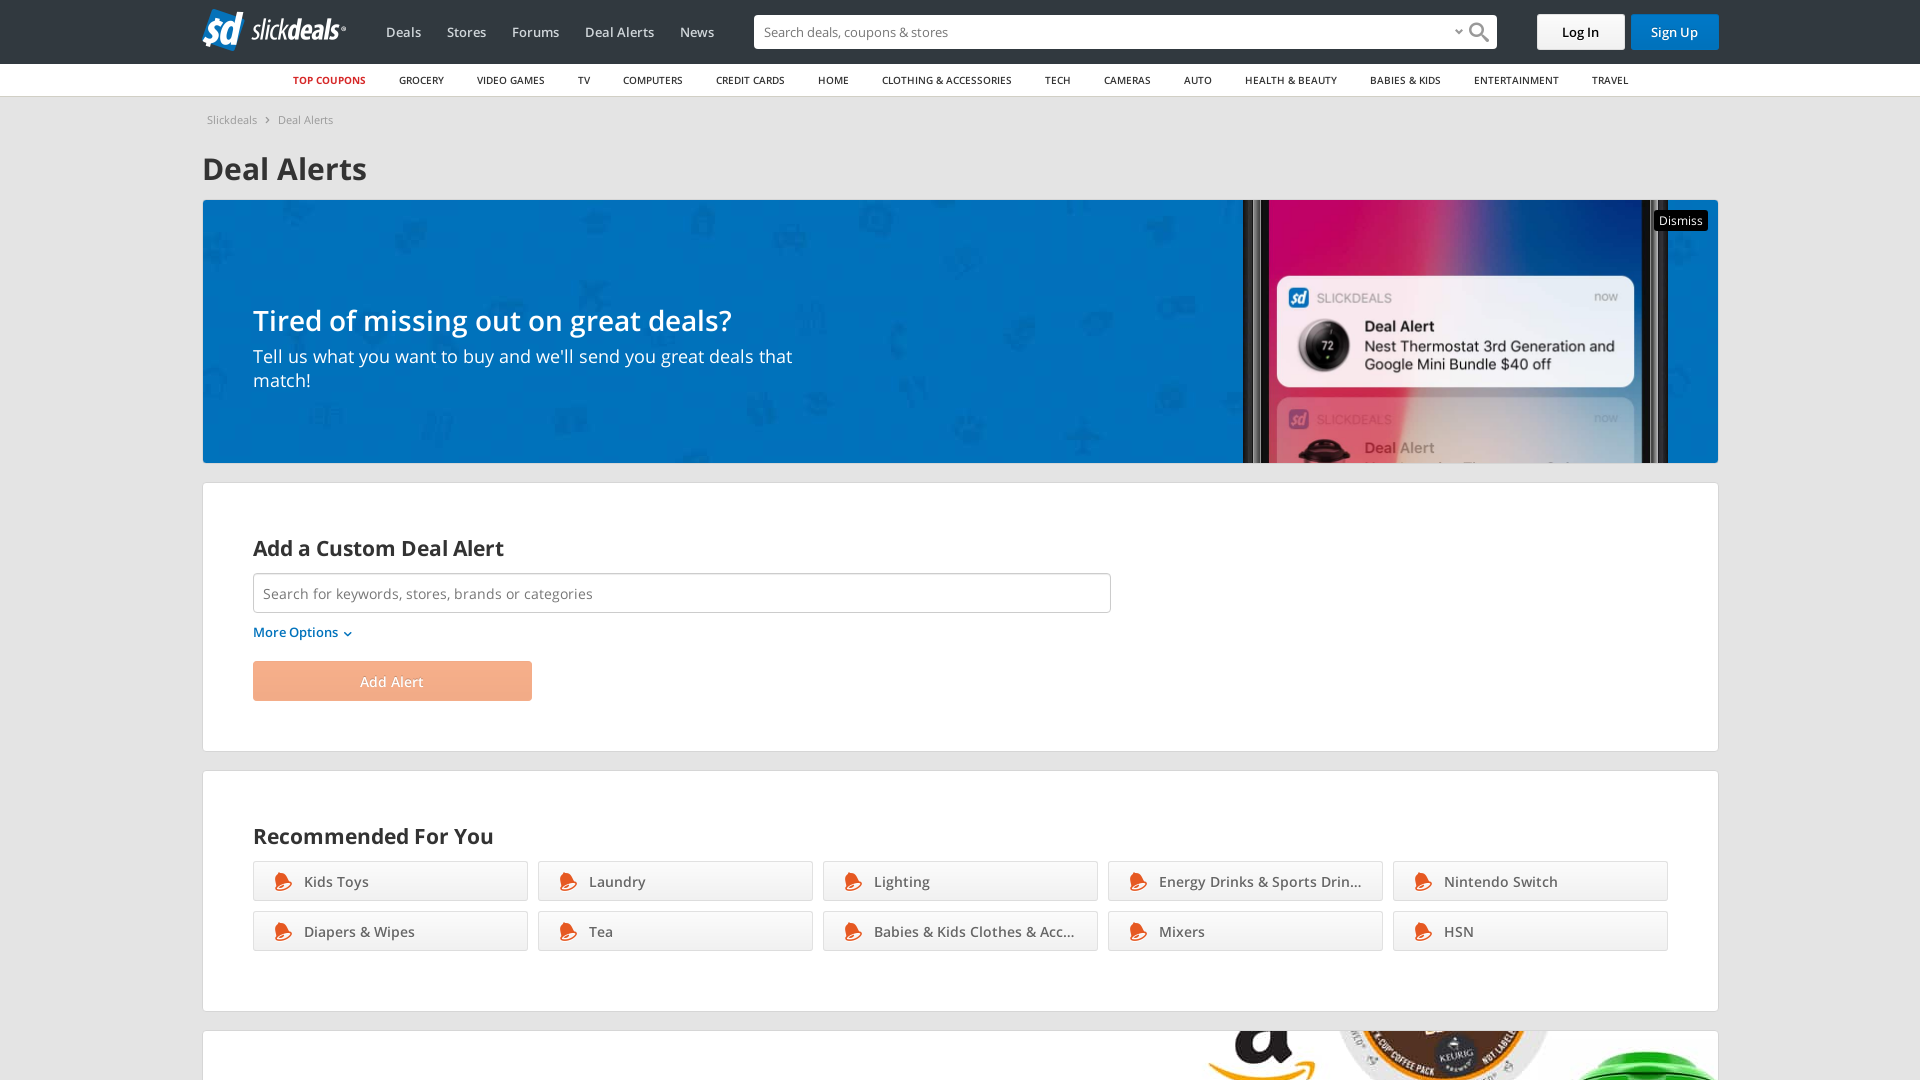 sd slickdeals®
Deals
Stores
Forums
Deal Alerts
News
Search deals, coupons & stores
Log In
Sign Up
TOP COUPONS
GROCERY
VIDEO GAMES
TV
COMPUTERS
CREDIT CARDS
HOME
CLOTHING & ACCESSORIES
TECH
CAMERAS
AUTO
HEALTH & BEAUTY
BABIES & KIDS
ENTERTAINMENT
TRAVEL
Slickdeals > Deal Alerts
Deal Alerts
Dismiss
Tired of missing out on great deals?
Tell us what you want to buy and we'll send you great deals that
match!
sd SLICKDEALS now
72
Deal Alert
Nest Thermostat 3rd Generation and
Google Mini Bundle $40 off
sd SLICKDEALS now
Deal Alert
Add a Custom Deal Alert
Search for keywords, stores, brands or categories
More Options
Add Alert
Recommended For You
Kids Toys
Laundry
Lighting
Energy Drinks & Sports Drin...
Nintendo Switch
Diapers & Wipes
Tea
Babies & Kids Clothes & Acc...
Mixers
HSN
a
K-CUP® COFFEE PACK
KEURIG
BREWED